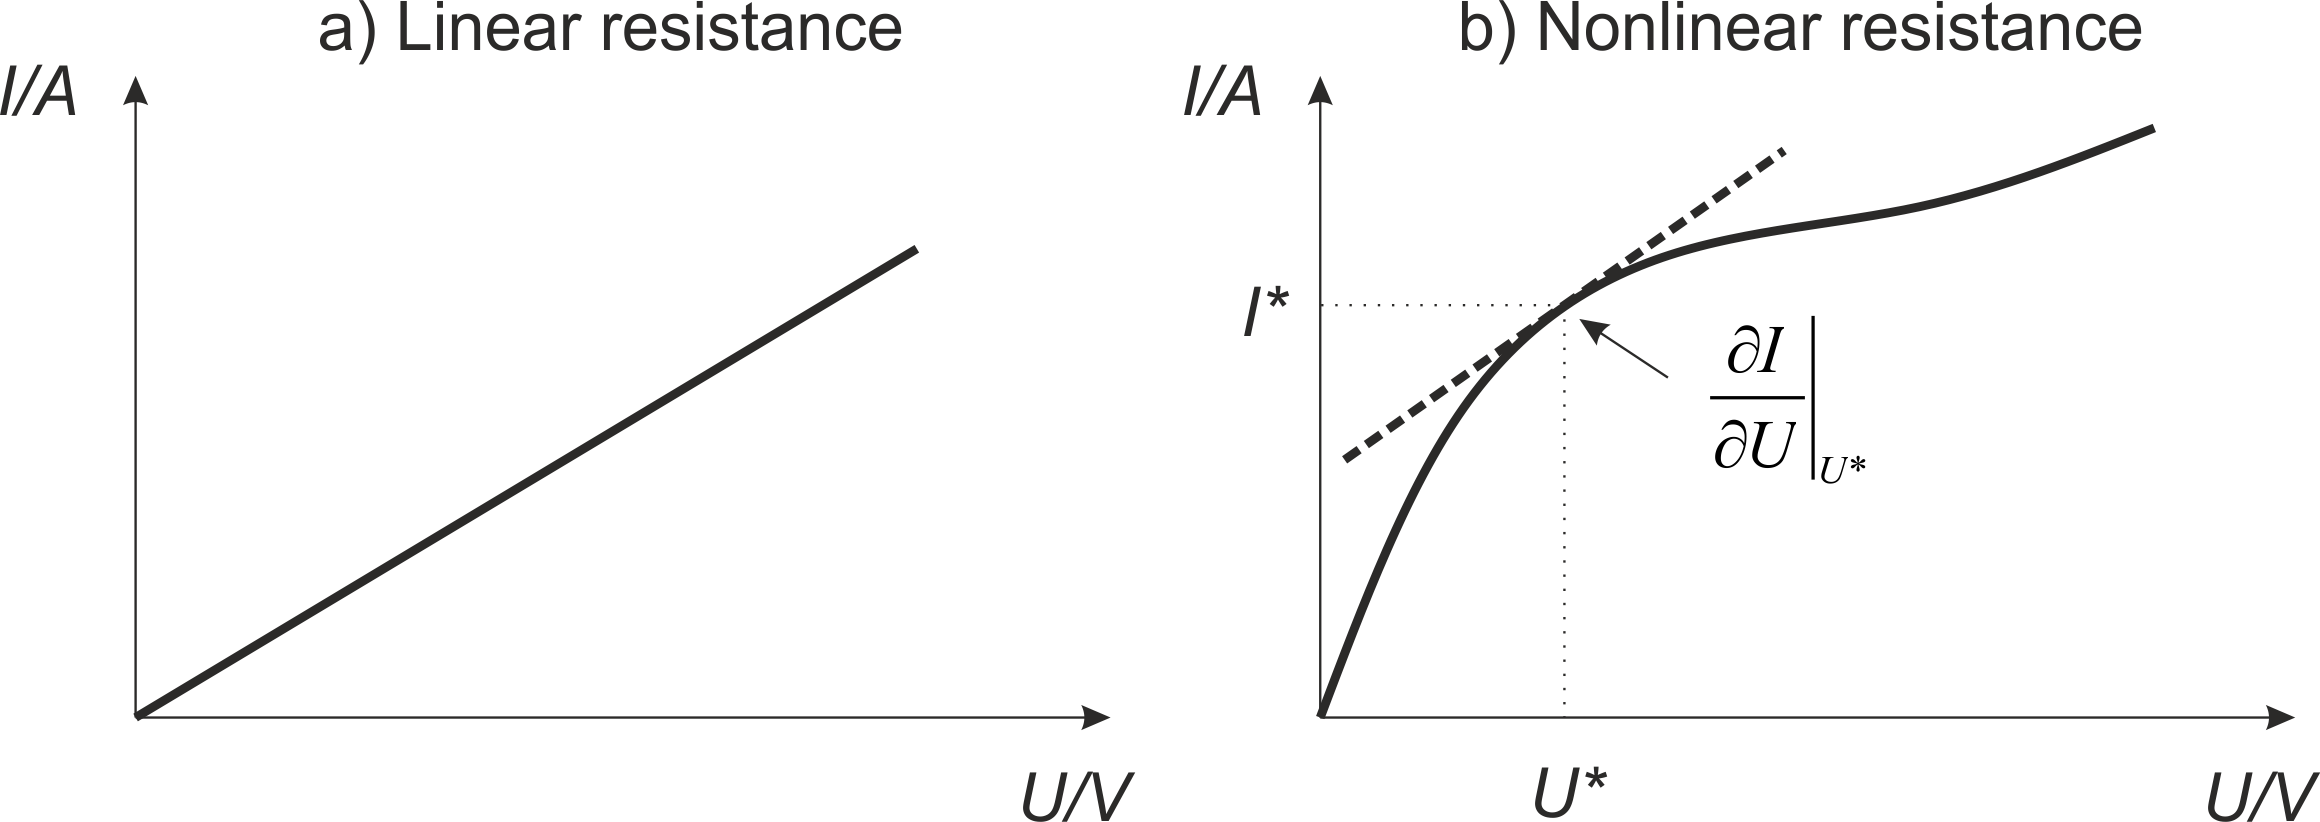 a) Linear resistance
I/A
U/V
b) Nonlinear resistance
I/A
I*
∂I
∂U
U*
U*
U/V